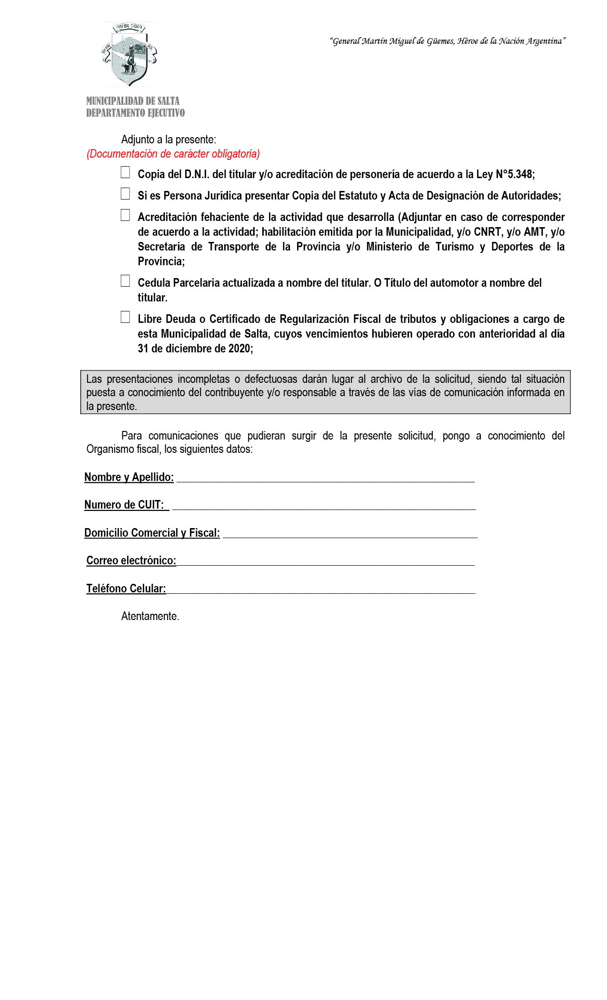 Y MUY LEAL CIUDAD D
MUY NOBLE
SALTA
“General Martín Miguel de Güemes, Héroe de la Nación Argentina”
MUNICIPALIDAD DE SALTA
DEPARTAMENTO EJECUTIVO
Adjunto a la presente:
(Documentación de carácter obligatoria)
Copia del D.N.I. del titular y/o acreditación de personería de acuerdo a la Ley N°5.348;
Si es Persona Jurídica presentar Copia del Estatuto y Acta de Designación de Autoridades;
Acreditación fehaciente de la actividad que desarrolla (Adjuntar en caso de corresponder
de acuerdo a la actividad; habilitación emitida por la Municipalidad, y/o CNRT, y/o AMT, y/o
Secretaría de Transporte de la Provincia y/o Ministerio de Turismo y Deportes de la
Provincia;
Cedula Parcelaria actualizada a nombre del titular. O Título del automotor a nombre del
titular.
Libre Deuda o Certificado de Regularización Fiscal de tributos y obligaciones a cargo de
esta Municipalidad de Salta, cuyos vencimientos hubieren operado con anterioridad al día
31 de diciembre de 2020;
Las presentaciones incompletas o defectuosas darán lugar al archivo de la solicitud, siendo tal situación
puesta a conocimiento del contribuyente y/o responsable a través de las vías de comunicación informada en
la presente.
Para comunicaciones que pudieran surgir de la presente solicitud, pongo a conocimiento del
Organismo fiscal, los siguientes datos:
Nombre y Apellido:
Numero de CUIT:
Domicilio Comercial y Fiscal:
Correo electrónico:
Teléfono Celular:
Atentamente.